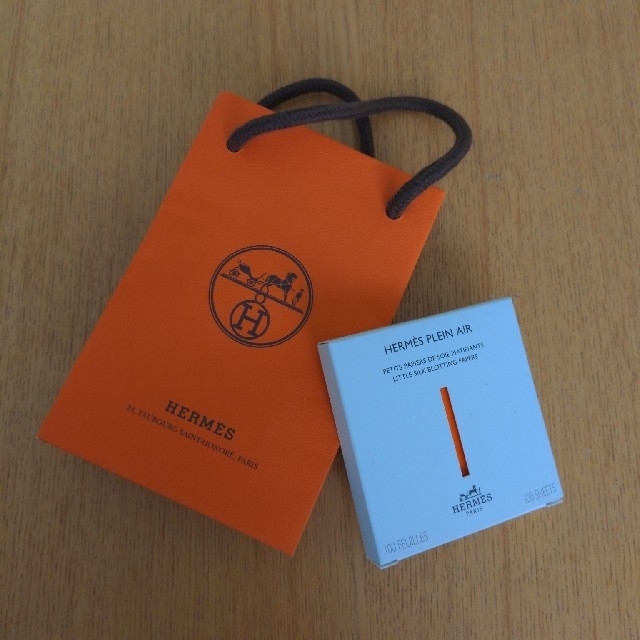 H
HERMÈS
24, FAUBOURG SAINT-HONORÉ, PARIS
HERMÈS PLEIN AIR
PETITS PAPIERS DE SOIE MATIFIANTS
LITTLE SILK BLOTTING PAPERS
HERMÈS
PARIS
100 FEUILLES
100 SHEETS